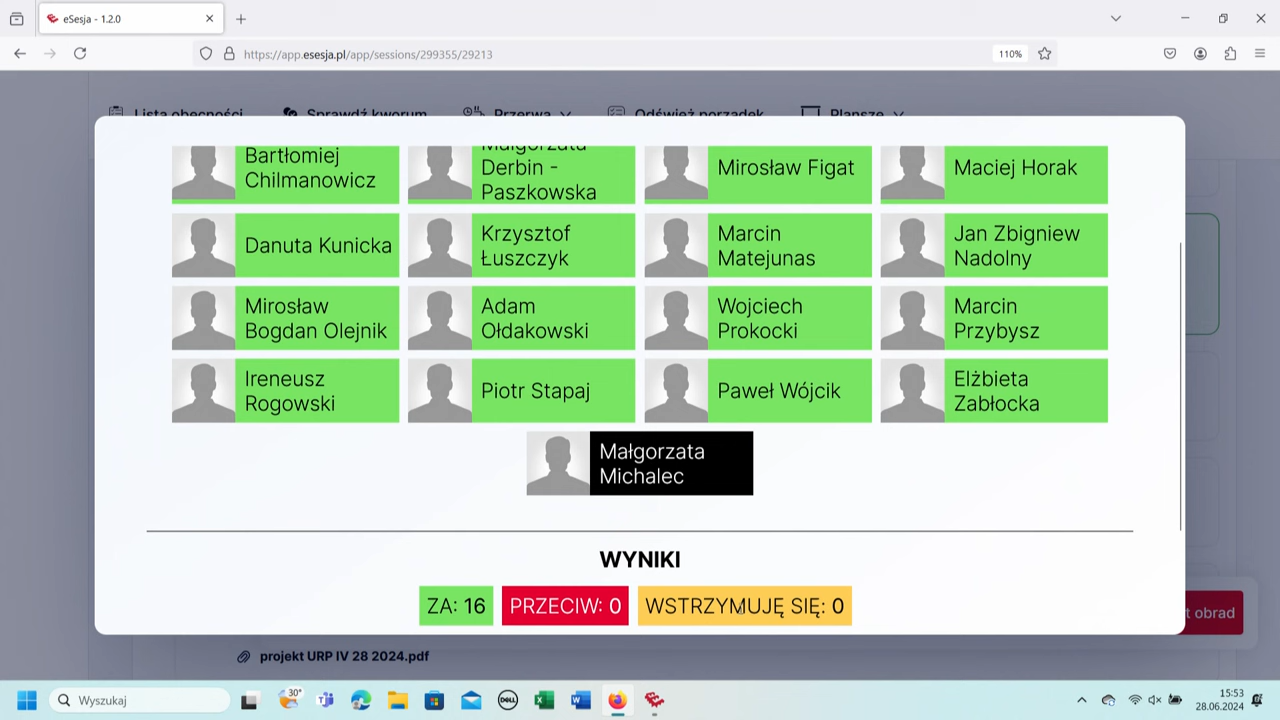 eSesja - 1.2.0
https://app.esesja.pl/app/sessions/299355/29213
110%
Lista obecności
Sprawdź kworum
Przerwa
Odśwież porządek
Plansze
Bartłomiej
Chilmanowicz
Małgorzata
Derbin -
Paszkowska
Mirosław Figat
Maciej Horak
Danuta Kunicka
Krzysztof
Łuszczyk
Marcin
Matejunas
Jan Zbigniew
Nadolny
Mirosław
Bogdan Olejnik
Adam
Ołdakowski
Wojciech
Prokocki
Marcin
Przybysz
Ireneusz
Rogowski
Piotr Stapaj
Paweł Wójcik
Elżbieta
Zabłocka
Małgorzata
Michalec
WYNIKI
ZA: 16
PRZECIW: 0
WSTRZYMUJĘ SIĘ: 0
t obrad
projekt URP IV 28 2024.pdf
Wyszukaj
30°
DELL
15:53
28.06.2024